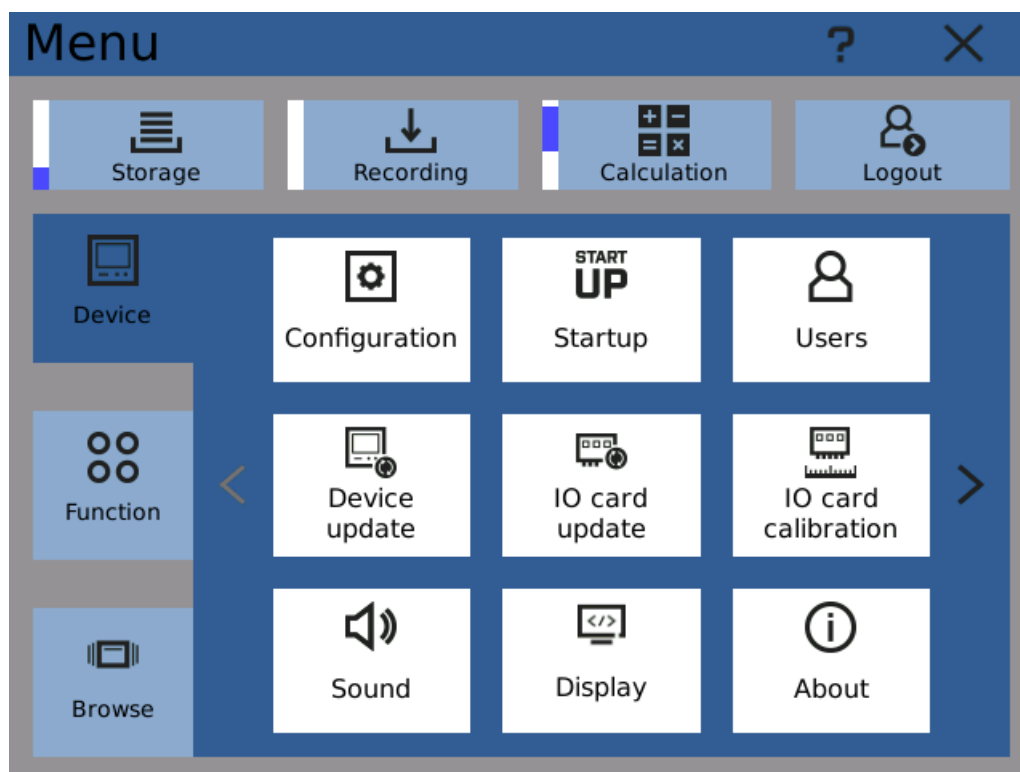 Menu ?
Storage Recording Calculation Logout
Device
START
UP
Configuration Startup Users
Function
Device
update
IO card
update
IO card
calibration
Browse
Sound Display About